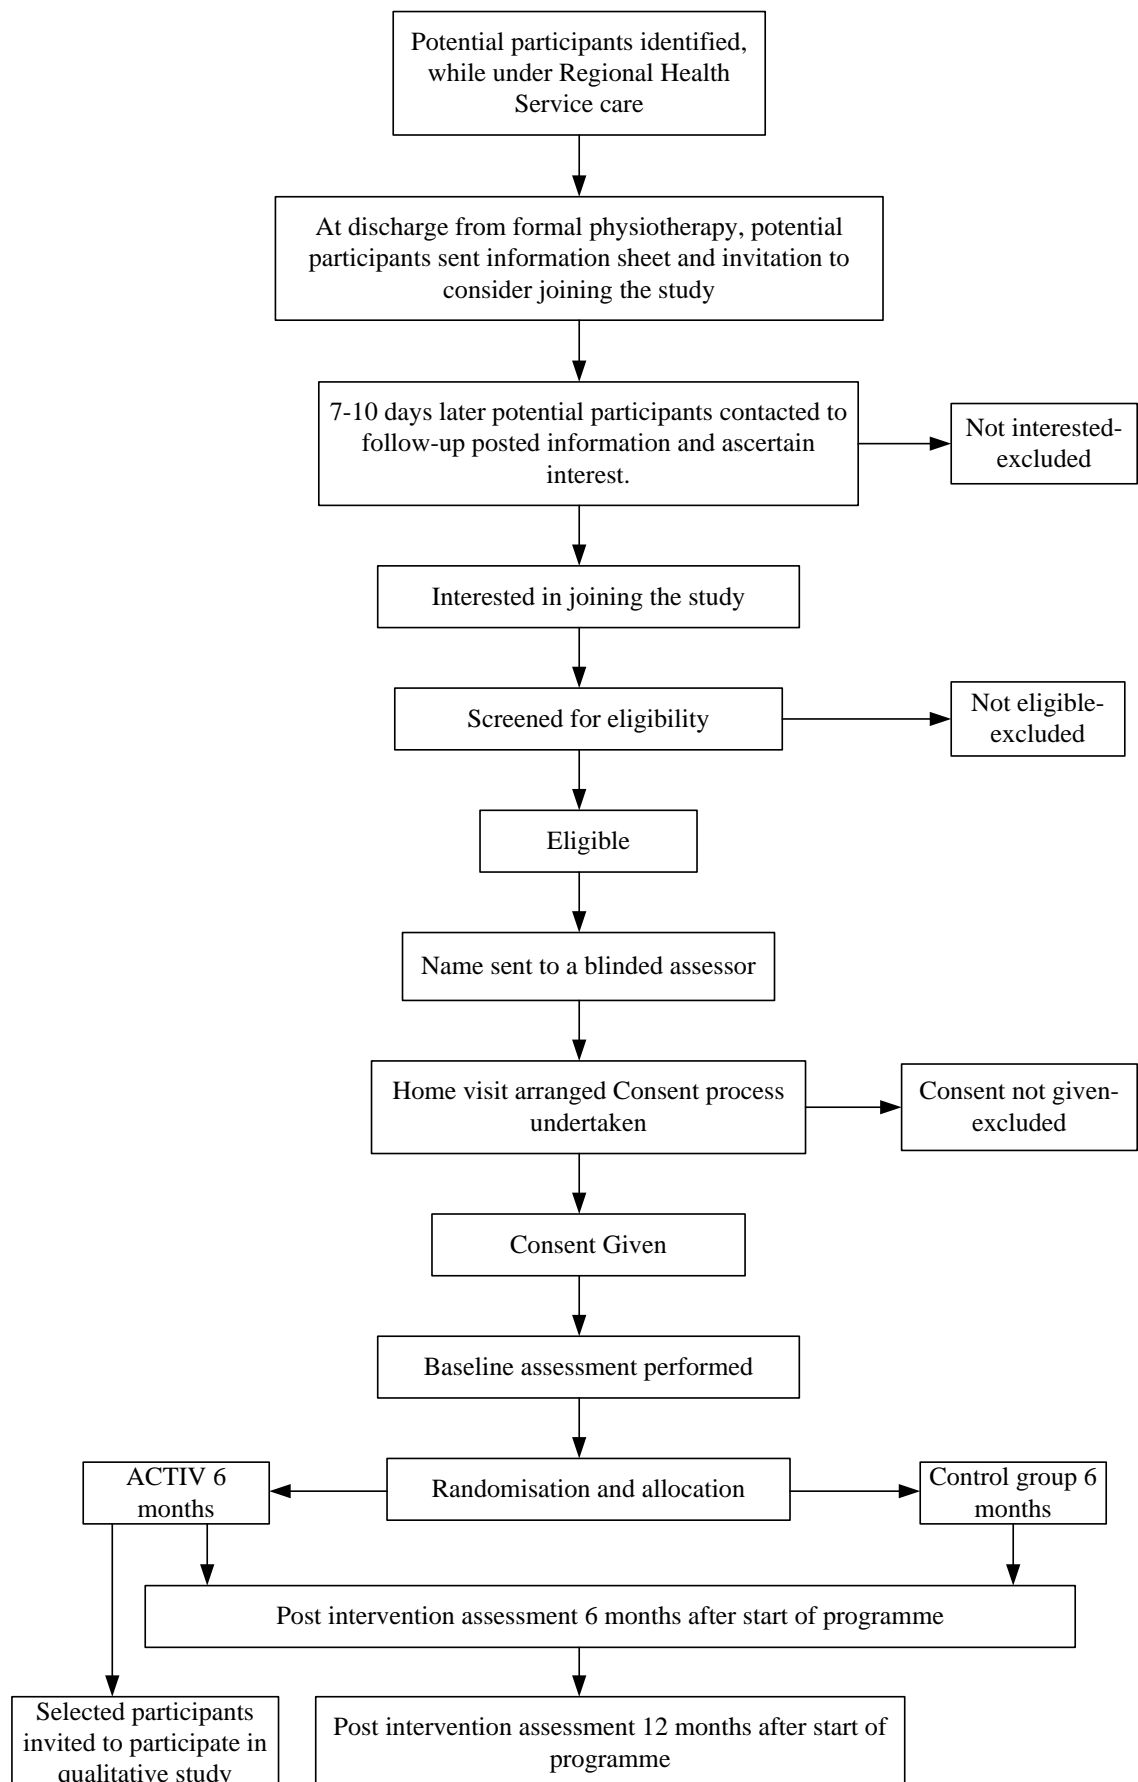 Potential participants identified,
while under Regional Health
Service care
At discharge from formal physiotherapy, potential
participants sent information sheet and invitation to
consider joining the study
7-10 days later potential participants contacted to
follow-up posted information and ascertain
interest.
Not interested-
excluded
Interested in joining the study
Screened for eligibility
Not eligible-
excluded
Eligible
Name sent to a blinded assessor
Home visit arranged Consent process
undertaken
Consent not given-
excluded
Consent Given
Baseline assessment performed
ACTIV 6
months
Randomisation and allocation
Control group 6
months
Post intervention assessment 6 months after start of programme
Selected participants
invited to participate in
qualitative study
Post intervention assessment 12 months after start of
programme